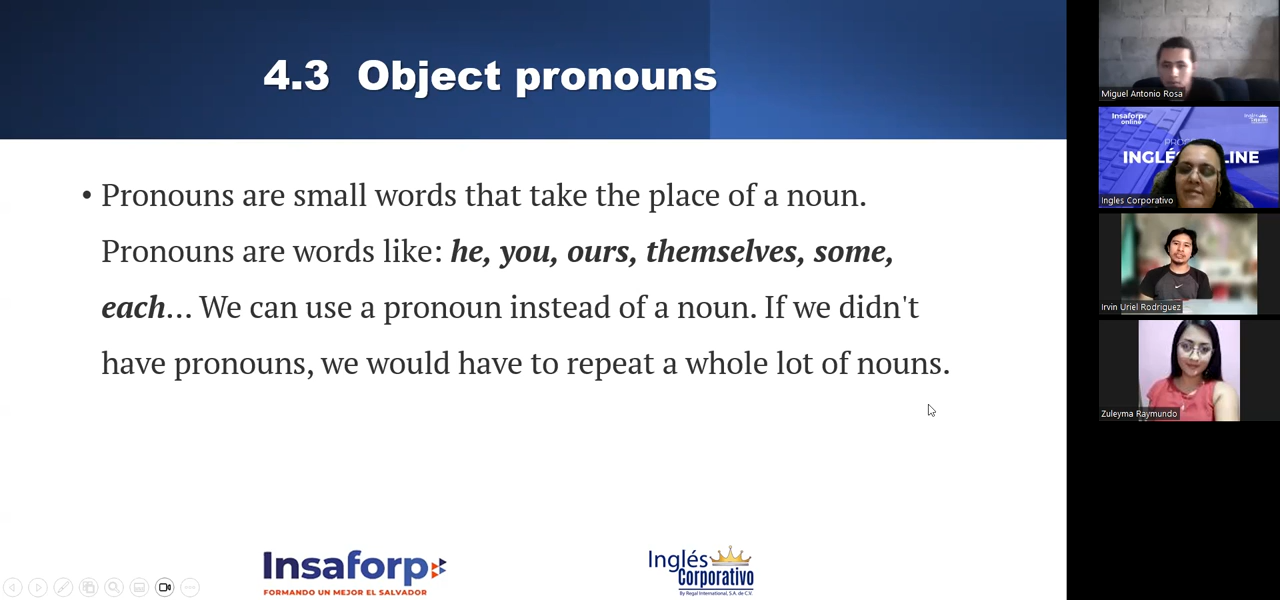 4.3 Object pronouns
• Pronouns are small words that take the place of a noun.
Pronouns are words like: he, you, ours, themselves, some,
each... We can use a pronoun instead of a noun. If we didn't
have pronouns, we would have to repeat a whole lot of nouns.
Insaforp
FORMANDO UN MEJOR EL SALVADOR
Inglés
Corporativo
By Regal International, S.A. de C.V.
Miguel Antonio Rosa
Insaforp
online
INGLÉ LINE
Ingles Corporativo
Irvin Uriel Rodriguez
Zuleyma Raymundo